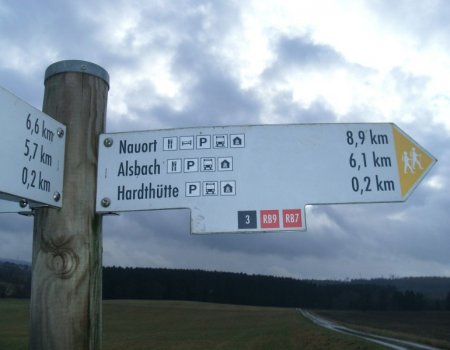 6,6 km
5,7 km
0,2 km
Nauort P 8,9 km
Alsbach P 6,1 km
Hardthütte P 0,2 km
3 RB9 RB7